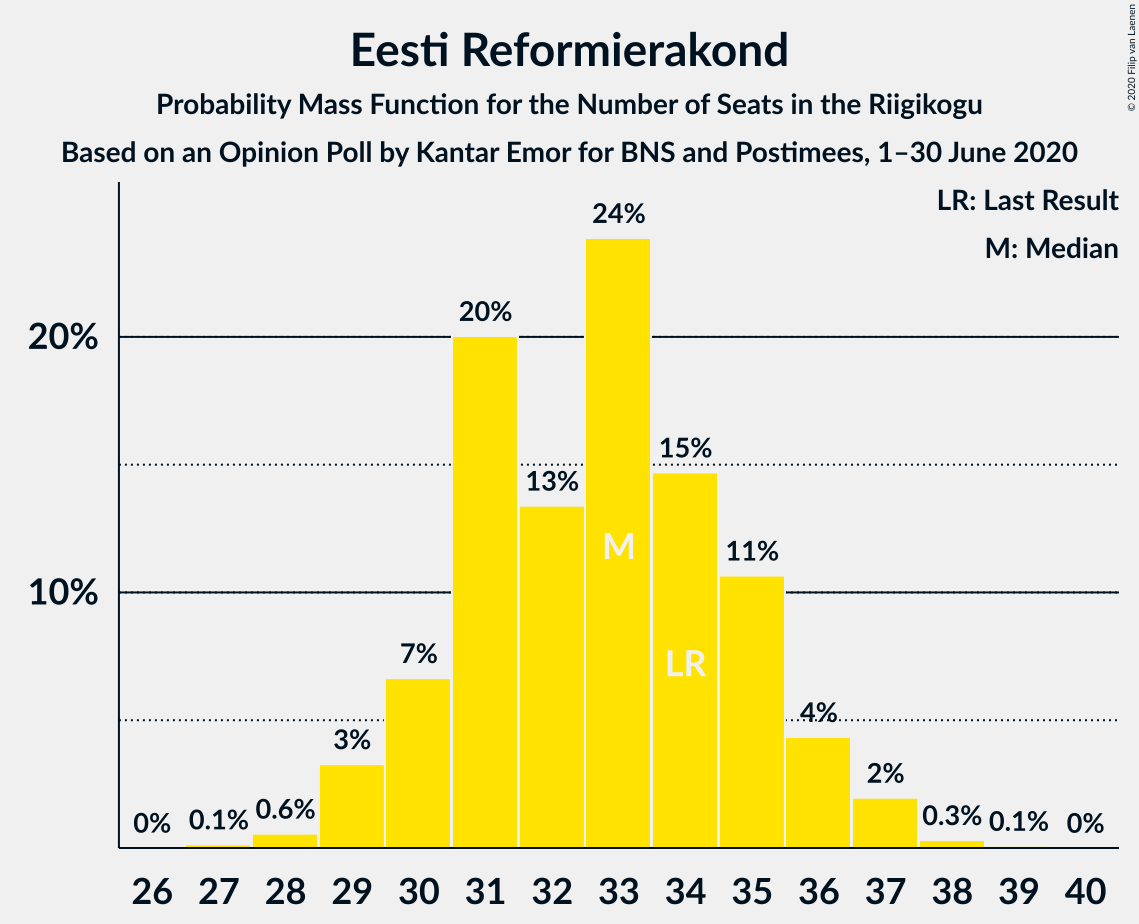 Eesti Reformierakond
Probability Mass Function for the Number of Seats in the Riigikogu
Based on an Opinion Poll by Kantar Emor for BNS and Postimees, 1–30 June 2020
© 2020 Filip van Laenen
LR: Last Result
M: Median
20%
10%
0%
0.1%
0.6%
3%
7%
20%
13%
24%
15%
11%
4%
2%
0.3%
0.1%
0%
M
LR
26 27 28 29 30 31 32 33 34 35 36 37 38 39 40